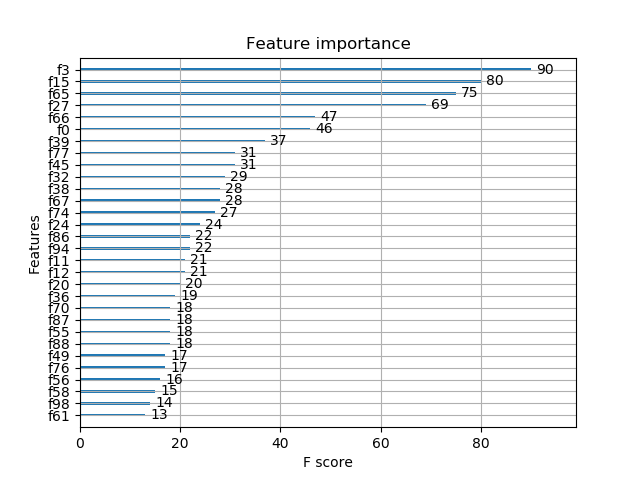 Feature importance
Features
f3 90
f15 80
f65 75
f27 69
f66 47
f0 46
f39 37
f77 31
f45 31
f32 29
f38 28
f67 28
f74 27
f24 24
f86 22
f94 22
f11 21
f12 21
f20 20
f36 19
f70 18
f87 18
f55 18
f88 18
f49 17
f76 17
f56 16
f58 15
f98 14
f61 13
0 20 40 60 80
F score